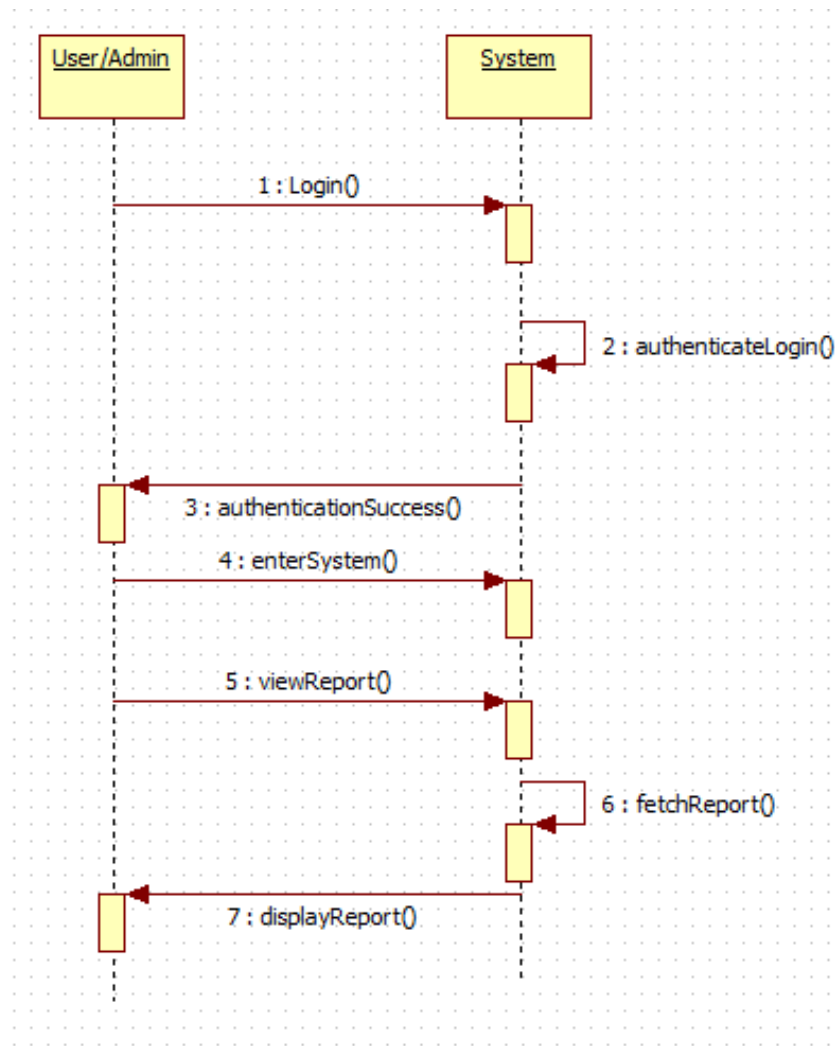 User/Admin
System
1 : Login()
2 : authenticateLogin()
3 : authenticationSuccess()
4 : enterSystem()
5 : viewReport()
6 : fetchReport()
7 : displayReport()